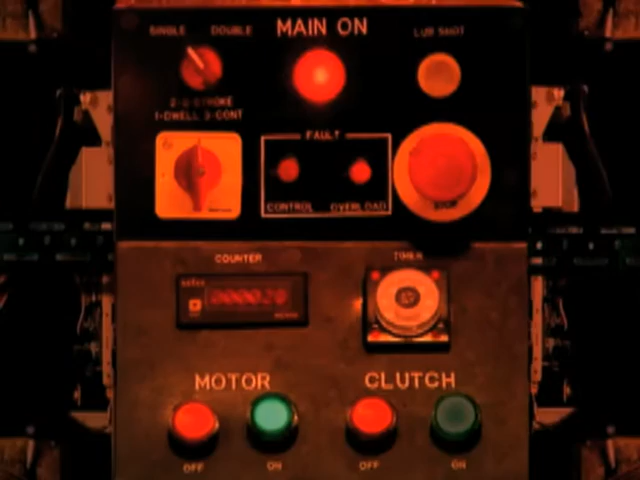 SINGLE DOUBLE
MAIN ON
LUB SHOT
2-2-STROKE
1-DWELL 3-CONT
FAULT
CONTROL OVERLOAD
COUNTER
TIMER
MOTOR
CLUTCH
OFF
ON
OFF
ON